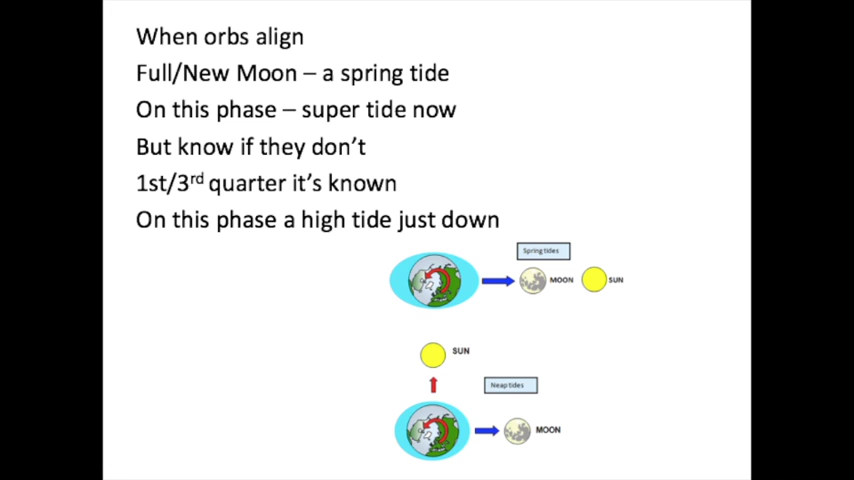 When orbs align
Full/New Moon – a spring tide
On this phase – super tide now
But know if they don't
1st/3rd quarter it's known
On this phase a high tide just down
Spring tides
MOON
SUN
SUN
Neap tides
MOON